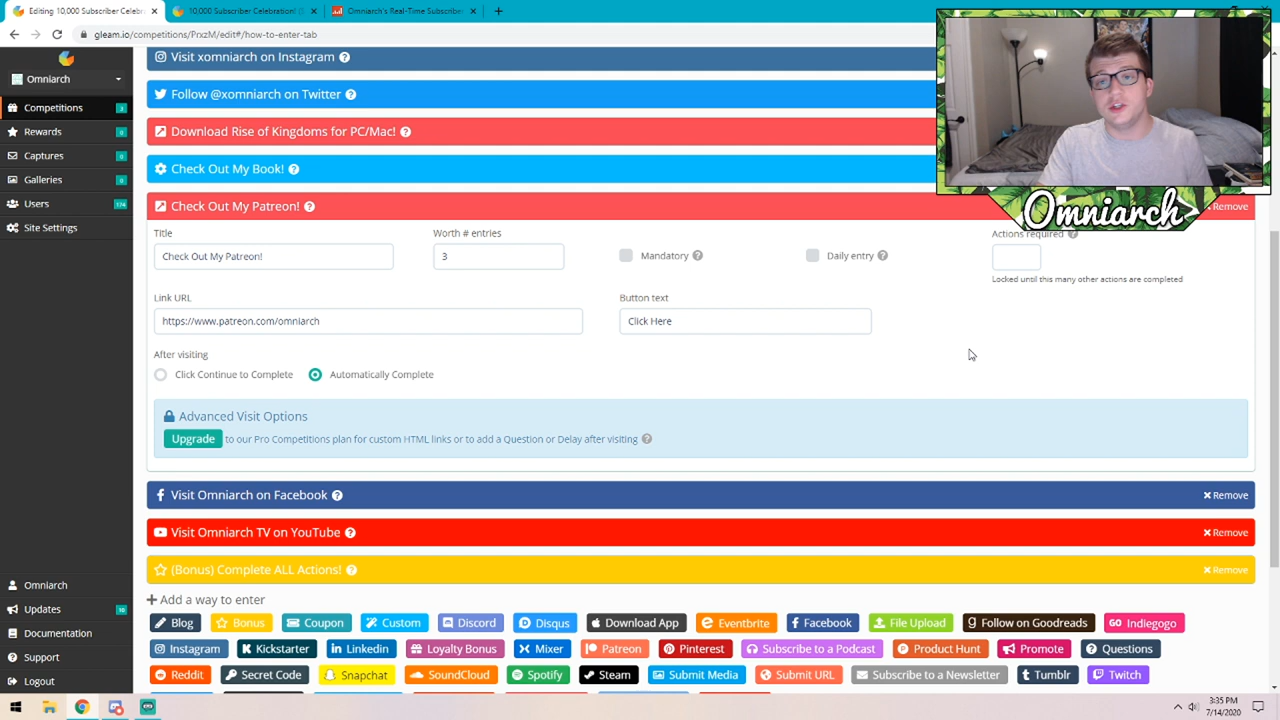 Editing 10,000 Subscriber Celebr
10,000 Subscriber Celebration! (
Omniarch's Real-Time Subscriber
gleam.io/competitions/PrxzM/edit#/how-to-enter-tab
Omniarch
Competitions 3
Rewards 0
Captures 0
Galleries 0
Users 174
Site Settings
Omniarch
Updates 10
Documentation
Support
Logout
Visit xomniarch on Instagram ?
Follow @xomniarch on Twitter ?
Download Rise of Kingdoms for PC/Mac! ?
Check Out My Book! ?
Check Out My Patreon! ? Remove
Omniarch
Title
Check Out My Patreon!
Worth # entries
3
Mandatory ?
Daily entry ?
Actions required ?
Locked until this many other actions are completed
Link URL
https://www.patreon.com/omniarch
Button text
Click Here
After visiting
Click Continue to Complete
Automatically Complete
Advanced Visit Options
Upgrade to our Pro Competitions plan for custom HTML links or to add a Question or Delay after visiting ?
Visit Omniarch on Facebook ? Remove
Visit Omniarch TV on YouTube ? Remove
(Bonus) Complete ALL Actions! ? Remove
Add a way to enter
Blog Bonus Coupon Custom Discord Disqus Download App Eventbrite Facebook File Upload Follow on Goodreads Indiegogo
Instagram Kickstarter Linkedin Loyalty Bonus Mixer Patreon Pinterest Subscribe to a Podcast Product Hunt Promote Questions
Reddit Secret Code Snapchat SoundCloud Spotify Steam Submit Media Submit URL Subscribe to a Newsletter Tumblr Twitch
3:35 PM
7/14/2020